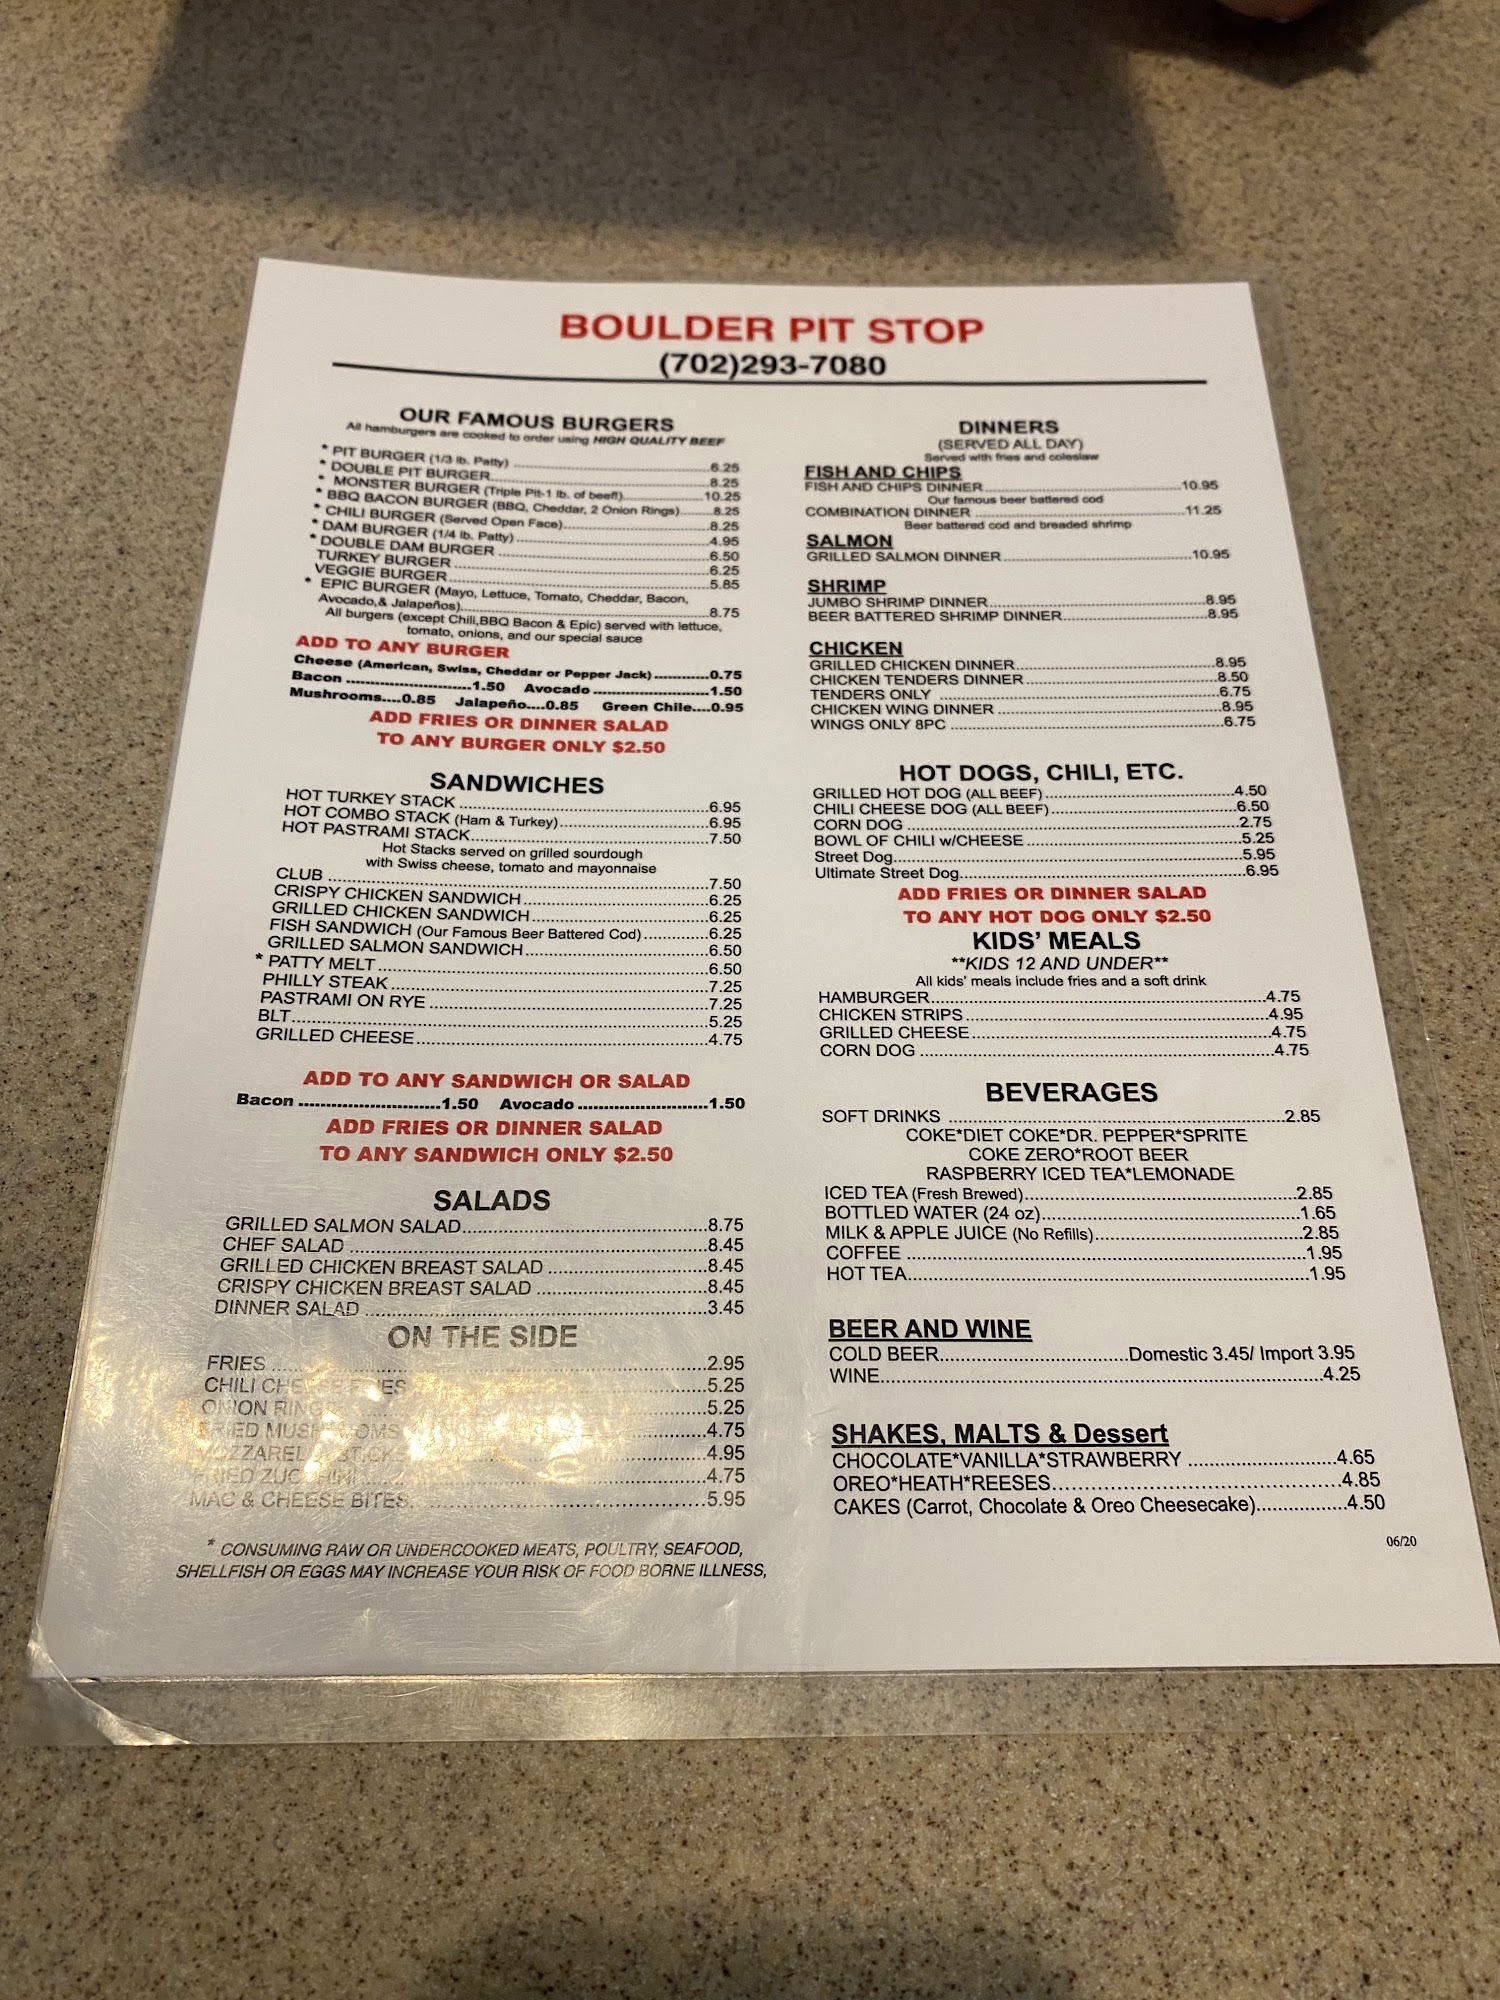 BOULDER PIT STOP
(702)293-7080
OUR FAMOUS BURGERS
All hamburgers are cooked to order using HIGH QUALITY BEEF
* PIT BURGER (1/3 lb. Patty) 6.25
* DOUBLE PIT BURGER 8.25
* MONSTER BURGER (Triple Pit-1 lb. of beef!) 10.25
* BBQ BACON BURGER (BBQ, Cheddar, 2 Onion Rings) 8.25
* CHILI BURGER (Served Open Face) 8.25
* DAM BURGER (1/4 lb. Patty) 4.95
* DOUBLE DAM BURGER 6.50
TURKEY BURGER 6.25
VEGGIE BURGER 5.85
* EPIC BURGER (Mayo, Lettuce, Tomato, Cheddar, Bacon,
Avocado,& Jalapeños) 8.75
All burgers (except Chili,BBQ Bacon & Epic) served with lettuce,
tomato, onions, and our special sauce
ADD TO ANY BURGER
Cheese (American, Swiss, Cheddar or Pepper Jack) 0.75
Bacon 1.50 Avocado 1.50
Mushrooms....0.85 Jalapeño....0.85 Green Chile....0.95
ADD FRIES OR DINNER SALAD
TO ANY BURGER ONLY $2.50
SANDWICHES
HOT TURKEY STACK 6.95
HOT COMBO STACK (Ham & Turkey) 6.95
HOT PASTRAMI STACK 7.50
Hot Stacks served on grilled sourdough
with Swiss cheese, tomato and mayonnaise
CLUB 7.50
CRISPY CHICKEN SANDWICH 6.25
GRILLED CHICKEN SANDWICH 6.25
FISH SANDWICH (Our Famous Beer Battered Cod) 6.25
GRILLED SALMON SANDWICH 6.50
* PATTY MELT 6.50
PHILLY STEAK 7.25
PASTRAMI ON RYE 7.25
BLT 5.25
GRILLED CHEESE 4.75
ADD TO ANY SANDWICH OR SALAD
Bacon 1.50 Avocado 1.50
ADD FRIES OR DINNER SALAD
TO ANY SANDWICH ONLY $2.50
SALADS
GRILLED SALMON SALAD 8.75
CHEF SALAD 8.45
GRILLED CHICKEN BREAST SALAD 8.45
CRISPY CHICKEN BREAST SALAD 8.45
DINNER SALAD 3.45
ON THE SIDE
FRIES 2.95
CHILI CHEESE FRIES 5.25
ONION RINGS 5.25
FRIED MUSHROOMS 4.75
MOZZARELLA STICKS 4.95
FRIED ZUCCHINI 4.75
MAC & CHEESE BITES 5.95
* CONSUMING RAW OR UNDERCOOKED MEATS, POULTRY, SEAFOOD,
SHELLFISH OR EGGS MAY INCREASE YOUR RISK OF FOOD BORNE ILLNESS,
DINNERS
(SERVED ALL DAY)
Served with fries and coleslaw
FISH AND CHIPS
FISH AND CHIPS DINNER 10.95
Our famous beer battered cod
COMBINATION DINNER 11.25
Beer battered cod and breaded shrimp
SALMON
GRILLED SALMON DINNER 10.95
SHRIMP
JUMBO SHRIMP DINNER 8.95
BEER BATTERED SHRIMP DINNER 8.95
CHICKEN
GRILLED CHICKEN DINNER 8.95
CHICKEN TENDERS DINNER 8.50
TENDERS ONLY 6.75
CHICKEN WING DINNER 8.95
WINGS ONLY 8PC 6.75
HOT DOGS, CHILI, ETC.
GRILLED HOT DOG (ALL BEEF) 4.50
CHILI CHEESE DOG (ALL BEEF) 6.50
CORN DOG 2.75
BOWL OF CHILI w/CHEESE 5.25
Street Dog 5.95
Ultimate Street Dog 6.95
ADD FRIES OR DINNER SALAD
TO ANY HOT DOG ONLY $2.50
KIDS' MEALS
**KIDS 12 AND UNDER**
All kids' meals include fries and a soft drink
HAMBURGER 4.75
CHICKEN STRIPS 4.95
GRILLED CHEESE 4.75
CORN DOG 4.75
BEVERAGES
SOFT DRINKS 2.85
COKE*DIET COKE*DR. PEPPER*SPRITE
COKE ZERO*ROOT BEER
RASPBERRY ICED TEA*LEMONADE
ICED TEA (Fresh Brewed) 2.85
BOTTLED WATER (24 oz) 1.65
MILK & APPLE JUICE (No Refills) 2.85
COFFEE 1.95
HOT TEA 1.95
BEER AND WINE
COLD BEER Domestic 3.45/ Import 3.95
WINE 4.25
SHAKES, MALTS & Dessert
CHOCOLATE*VANILLA*STRAWBERRY 4.65
OREO*HEATH*REESES 4.85
CAKES (Carrot, Chocolate & Oreo Cheesecake) 4.50
06/20